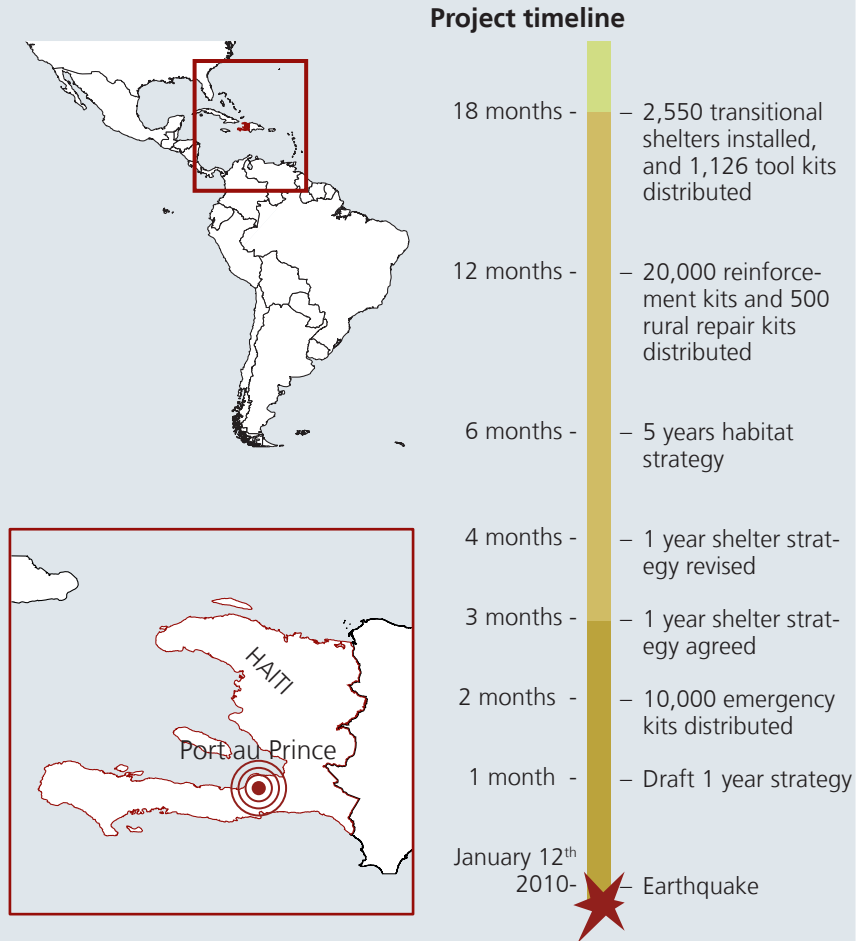 Project timeline
18 months -
– 2,550 transitional
shelters installed,
and 1,126 tool kits
distributed
12 months -
– 20,000 reinforce-
ment kits and 500
rural repair kits
distributed
6 months -
– 5 years habitat
strategy
4 months -
– 1 year shelter strat-
egy revised
3 months -
– 1 year shelter strat-
egy agreed
2 months -
– 10,000 emergency
kits distributed
1 month -
– Draft 1 year strategy
January 12th
2010-
– Earthquake
HAITI
Port au Prince